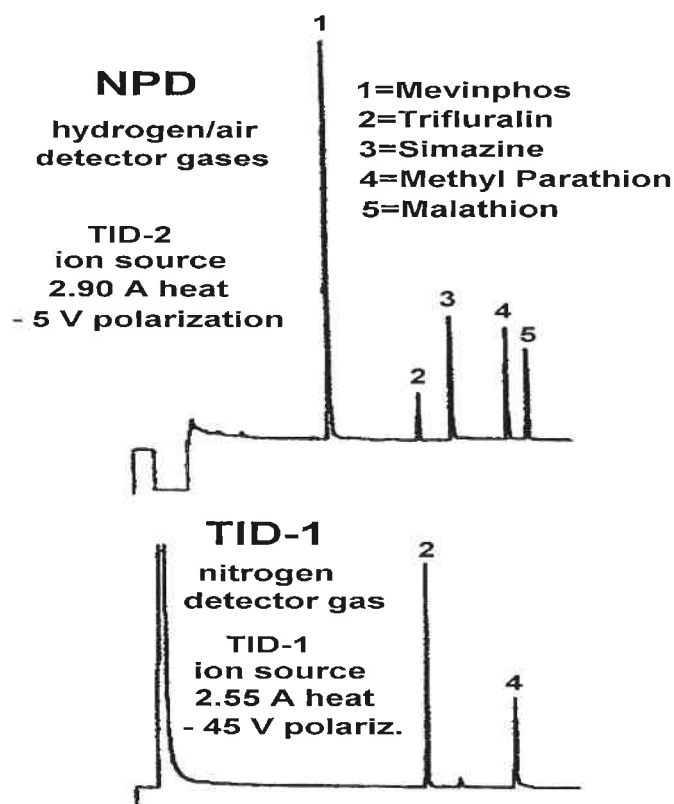 1
NPD
hydrogen/air
detector gases
1=Mevinphos
2=Trifluralin
3=Simazine
4=Methyl Parathion
5=Malathion
TID-2
ion source
2.90 A heat
- 5 V polarization
3
4
5
2
TID-1
nitrogen
detector gas
TID-1
ion source
2.55 A heat
- 45 V polariz.
2
4